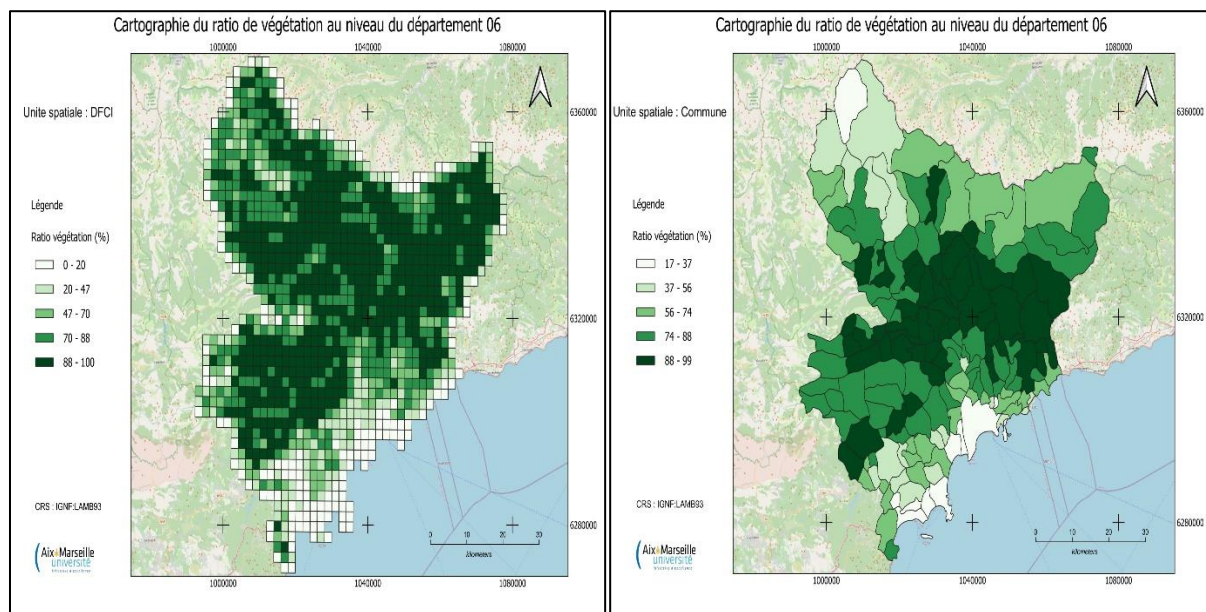 Cartographie du ratio de végétation au niveau du département 06
1000000 1040000 1080000
Unite spatiale : DFCI
6360000
Légende
Ratio végétation (%)
0 - 20
20 - 47
47 - 70
70 - 88
88 - 100
6320000
CRS : IGNF:LAMB93
6280000
0 10 20 30
kilometers
Aix Marseille
université
1000000 1040000 1080000
Cartographie du ratio de végétation au niveau du département 06
1000000 1040000 1080000
Unite spatiale : Commune
6360000
Légende
Ratio végétation (%)
17 - 37
37 - 56
56 - 74
74 - 88
88 - 99
6320000
CRS : IGNF:LAMB93
6280000
0 10 20 30
kilometers
Aix Marseille
université
1000000 1040000 1080000